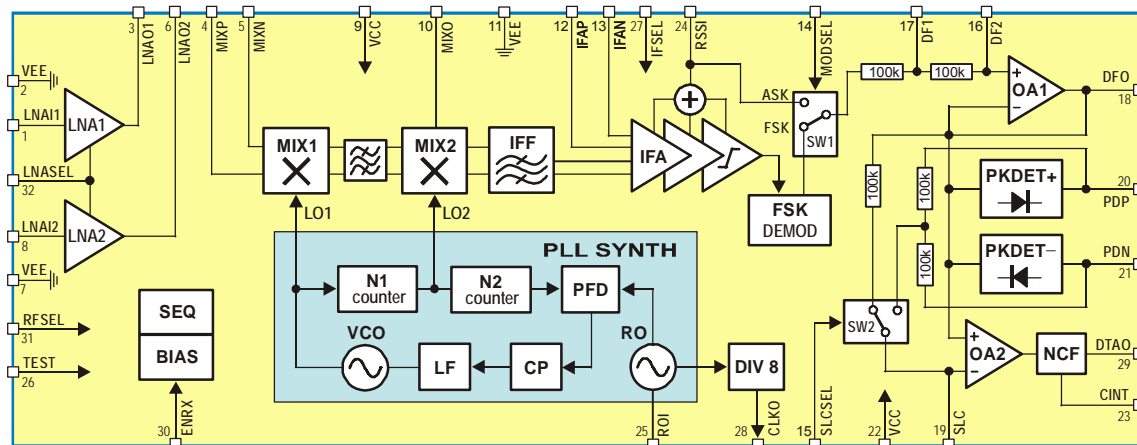 3
LNAO1
6
LNAO2
4
MIXP
5
MIXN
9
VCC
10
MIXO
11
VEE
12
IFAP
13
IFAN
27
IFSEL
24
RSSI
14
MODSEL
17
DF1
16
DF2
VEE
2
LNAI1
1
LNASEL
32
LNAI2
8
VEE
7
RFSEL
31
TEST
26
LNA1
LNA2
MIX1
MIX2
IFF
IFA
+
ASK
FSK
SW1
100k
100k
+
OA1
−
DFO
18
LO1
LO2
FSK
DEMOD
100k
100k
100k
PKDET+
20
PDP
PKDET−
PDN
21
PLL SYNTH
N1
counter
N2
counter
PFD
VCO
LF
CP
RO
DIV 8
SEQ
BIAS
SW2
+
OA2
−
NCF
DTAO
29
CINT
23
30
ENRX
25
ROI
28
CLKO
15
SLCSEL
22
VCC
19
SLC